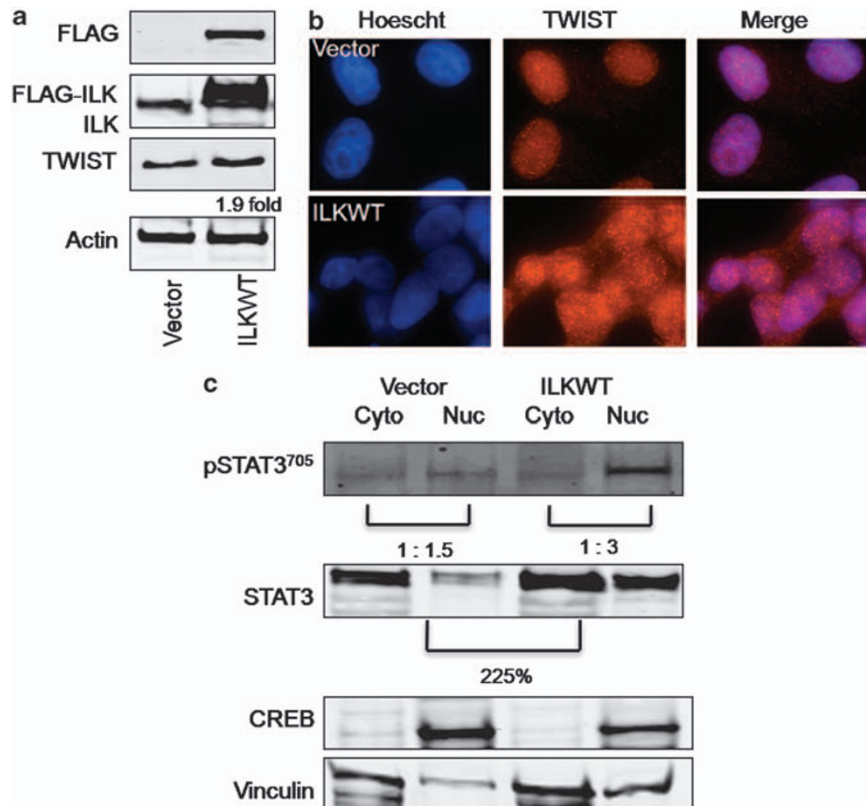 a
FLAG
FLAG-ILK
ILK
TWIST
1.9 fold
Actin
Vector
ILKWT
b
Hoescht TWIST Merge
Vector
ILKWT
c
Vector ILKWT
Cyto Nuc Cyto Nuc
pSTAT3⁷⁰⁵
1 : 1.5 1 : 3
STAT3
225%
CREB
Vinculin